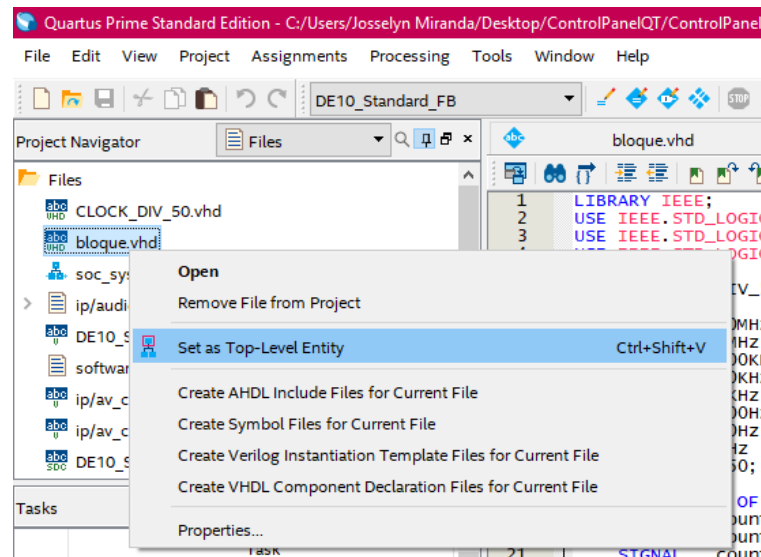 Quartus Prime Standard Edition - C:/Users/Josselyn Miranda/Desktop/ControlPanelQT/ControlPanel
File Edit View Project Assignments Processing Tools Window Help
DE10_Standard_FB
STOP
Project Navigator
Files
bloque.vhd
Files
CLOCK_DIV_50.vhd
bloque.vhd
soc_sys
ip/audi
DE10_S
softwar
ip/av_c
ip/av_c
DE10_S
Open
Remove File from Project
Set as Top-Level Entity Ctrl+Shift+V
Create AHDL Include Files for Current File
Create Symbol Files for Current File
Create Verilog Instantiation Template Files for Current File
Create VHDL Component Declaration Files for Current File
Properties...
Tasks
Task
1 LIBRARY IEEE;
2 USE IEEE.STD_LOGIC
3 USE IEEE.STD_LOGIC
IV_
0;
OF
21 SIGNAL coun